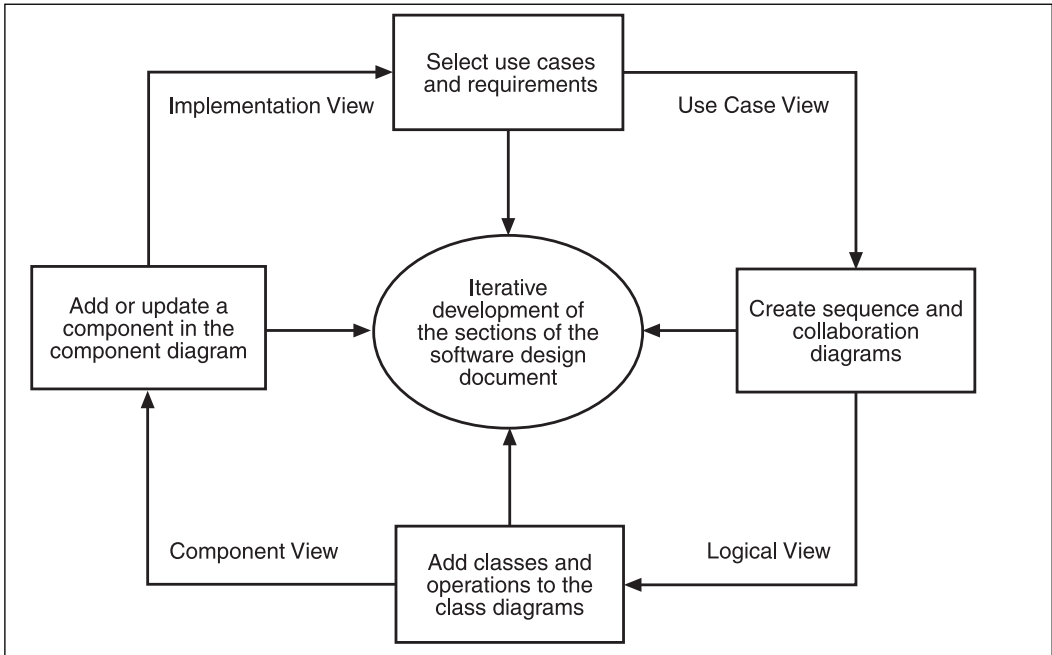 Select use cases
and requirements
Implementation View
Use Case View
Iterative
development of
the sections of the
software design
document
Add or update a
component in the
component diagram
Create sequence and
collaboration
diagrams
Component View
Logical View
Add classes and
operations to the
class diagrams